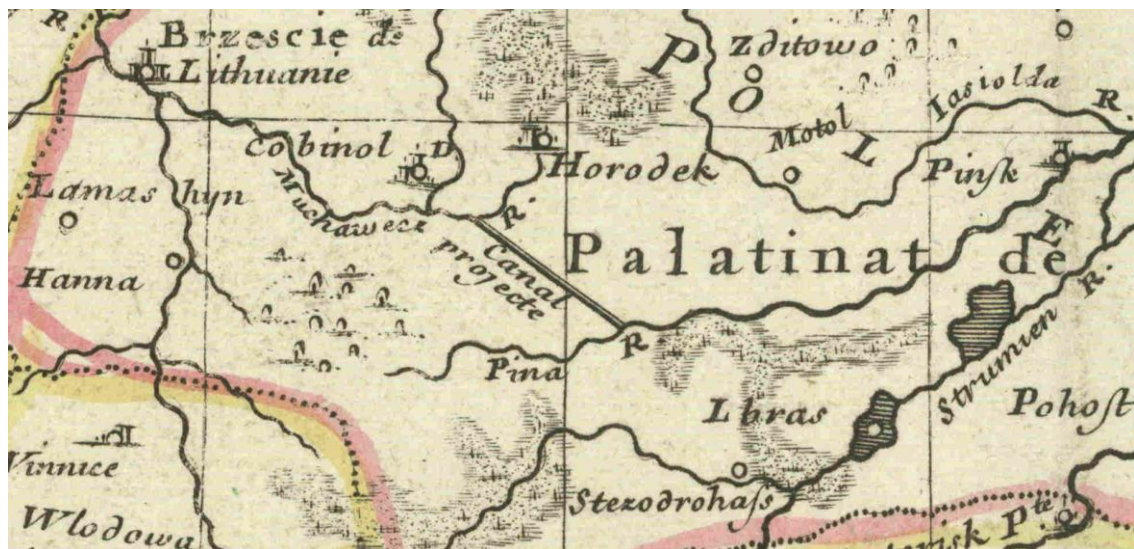 R.
Brzescie de
Lithuanie
P
Zditowo
O
Iasiolda R.
Motol
L
Cobinol
D
Horodek
Pinsk
Lamas hyn
Muchawecz
R.
Canal
projecte
Palatinat de
E
Hanna
R.
Pina
R
Strumien
Lbras
Pohost
Vinnice
Stezodrohass
Wlodowa
Pte